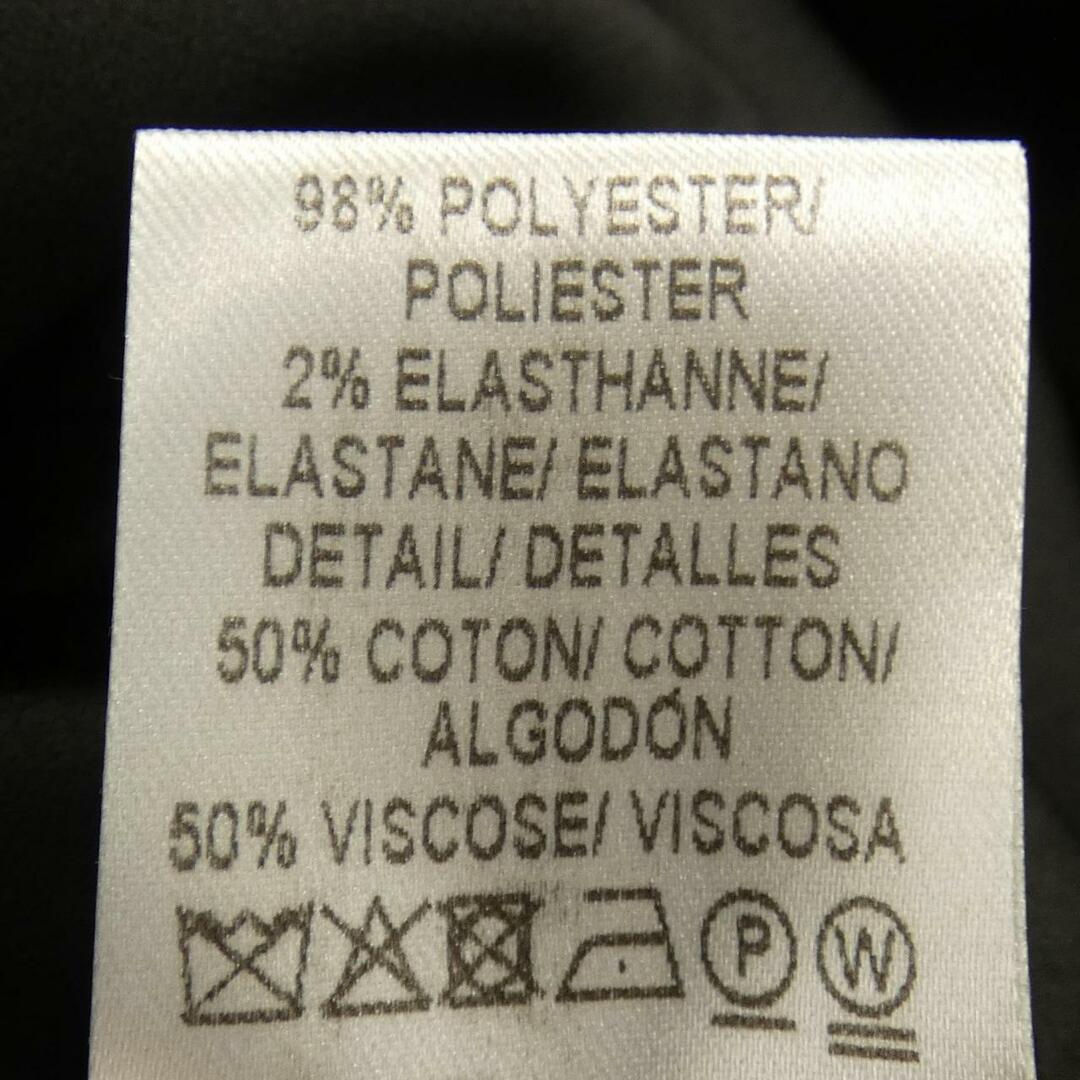 98% POLYESTER/
POLIESTER
2% ELASTHANNE/
ELASTANE/ ELASTANO
DETAIL/ DETALLES
50% COTON/ COTTON/
ALGODÓN
50% VISCOSE/ VISCOSA
P W